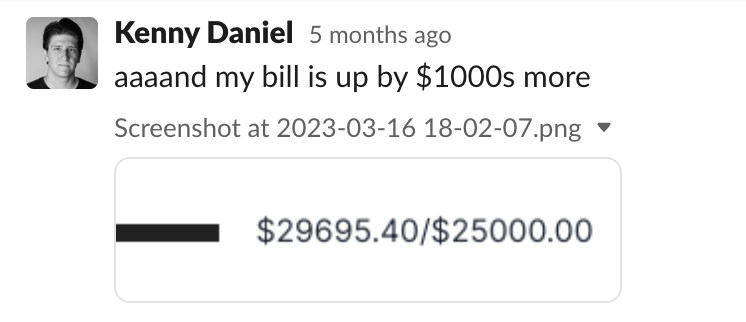 Kenny Daniel 5 months ago
aaaand my bill is up by $1000s more
Screenshot at 2023-03-16 18-02-07.png
$29695.40/$25000.00